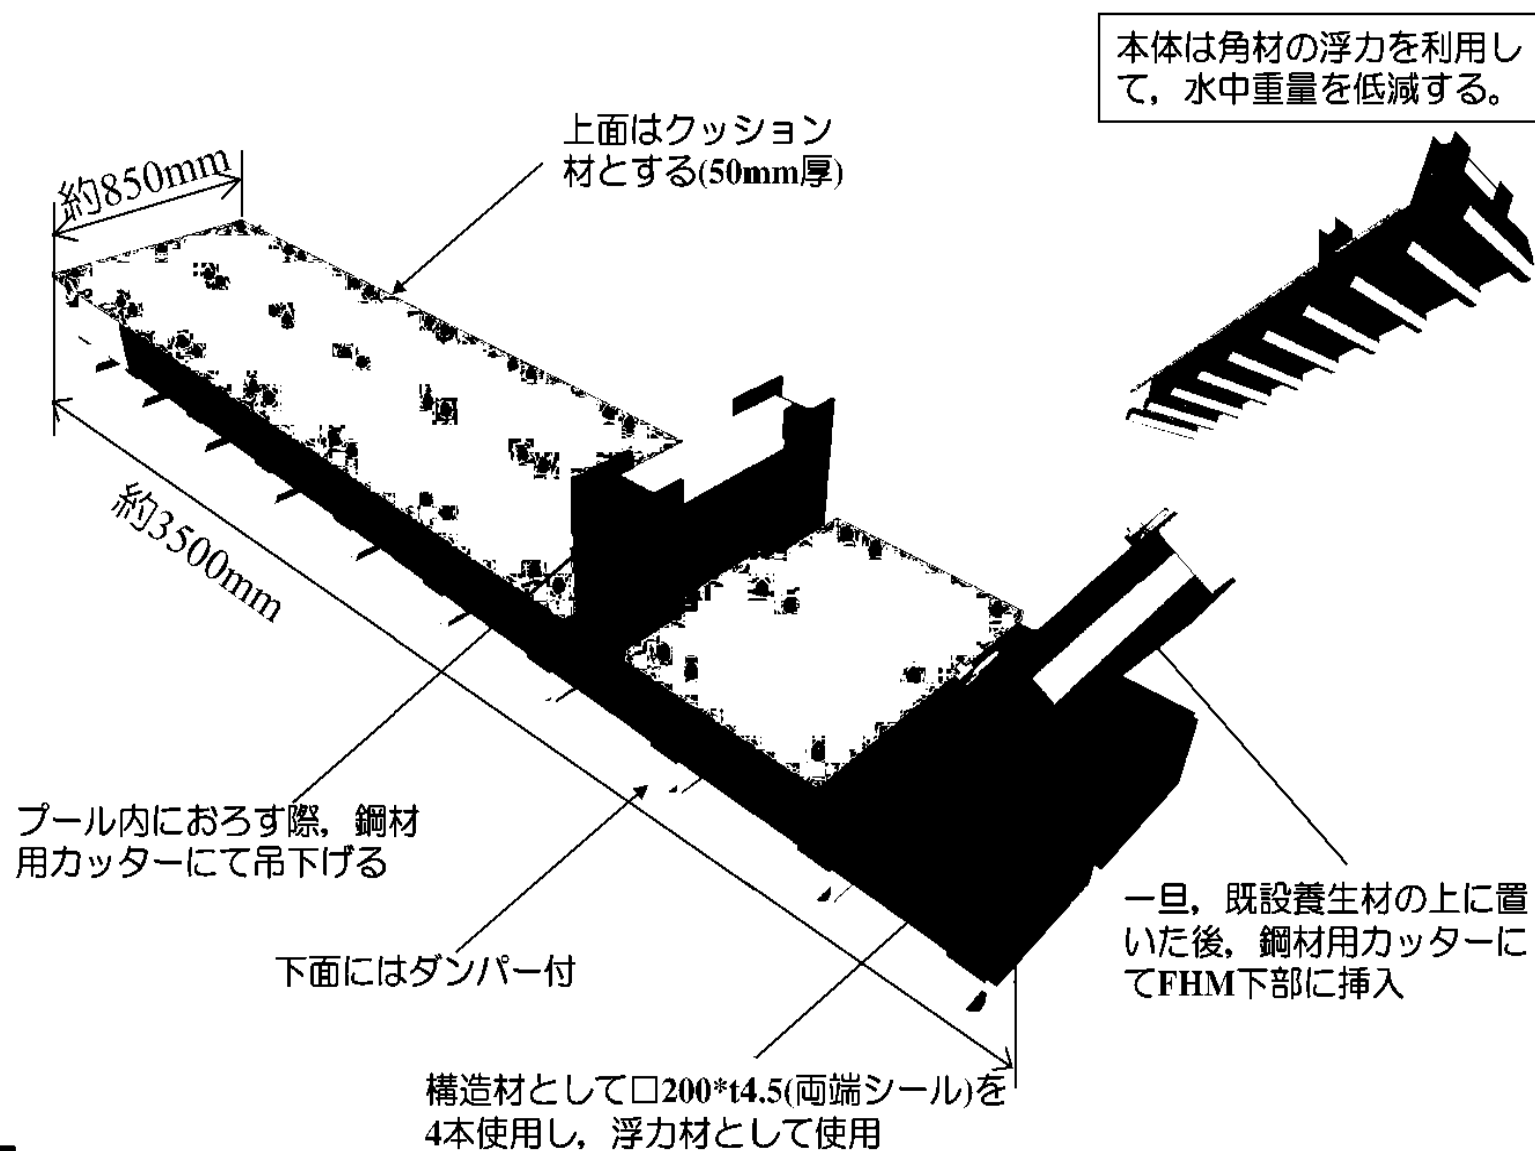 本体は角材の浮力を利用し
て，水中重量を低減する。
上面はクッション
材とする(50mm厚)
約850mm
約3500mm
プール内におろす際，鋼材
用カッターにて吊下げる
下面にはダンパー付
一旦，既設養生材の上に置
いた後，鋼材用カッターに
てFHM下部に挿入
構造材として□200*t4.5(両端シール)を
4本使用し，浮力材として使用